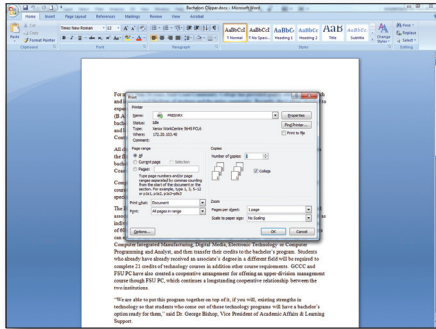 Bachelors Degree.docx - Microsoft Word
Home Insert Page Layout References Mailings Review View Acrobat
Paste
Cut
Copy
Format Painter
Clipboard
Times New Roman 12
Font
Paragraph
AaBbCcI AaBbCcI AaBbC AaBbCc AaB AaBbCc
Normal No Spaci... Heading 1 Heading 2 Title Subtitle
Change Styles
Styles
Find
Replace
Select
Editing
Print
Printer
Name:
Status: Idle
Type: Xerox WorkCentre 5645 PCL6
Where: 172.20.103.40
Comment:
Properties
Find Printer...
Print to file
Page range
All
Current page Selection
Pages:
Type page numbers and/or page
ranges separated by commas counting
from the start of the document or the
section. For example, type 1, 3, 5-12
or p1s1, p1s2, p1s3-p8s3
Copies
Number of copies: 1
Collate
Print what: Document
Print: All pages in range
Zoom
Pages per sheet: 1 page
Scale to paper size: No Scaling
Options... OK Cancel
Computer Integrated Manufacturing, Digital Media, Electronic Technology or Computer
Programming and Analyst, and then transfer their credits to the bachelor's program. Students
who already have already received an associate's degree in a different field will be required to
complete 21 credits of technology courses in addition other course requirements. GCCC and
FSU PC have also created a cooperative arrangement for offering an upper-division management
course though FSU PC, which continues a longstanding cooperative relationship between the
two institutions.
"We are able to put this program together on top of it, if you will, existing strengths in
technology so that students who come out of these technology programs will have a bachelor's
option ready for them," said Dr. George Bishop, Vice President of Academic Affairs & Learning
Support.